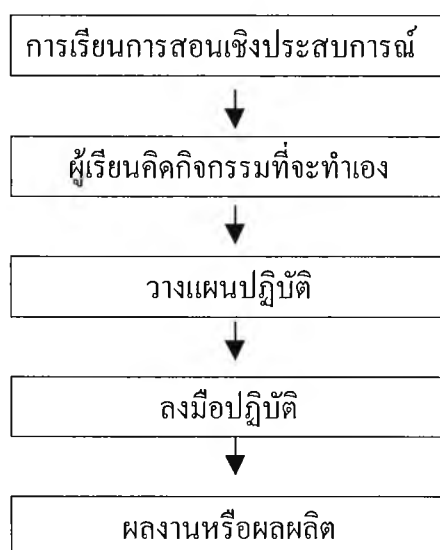 การเรียนการสอนเชิงประสบการณ์
ผู้เรียนคิดกิจกรรมที่จะทำเอง
วางแผนปฏิบัติ
ลงมือปฏิบัติ
ผลงานหรือผลผลิต